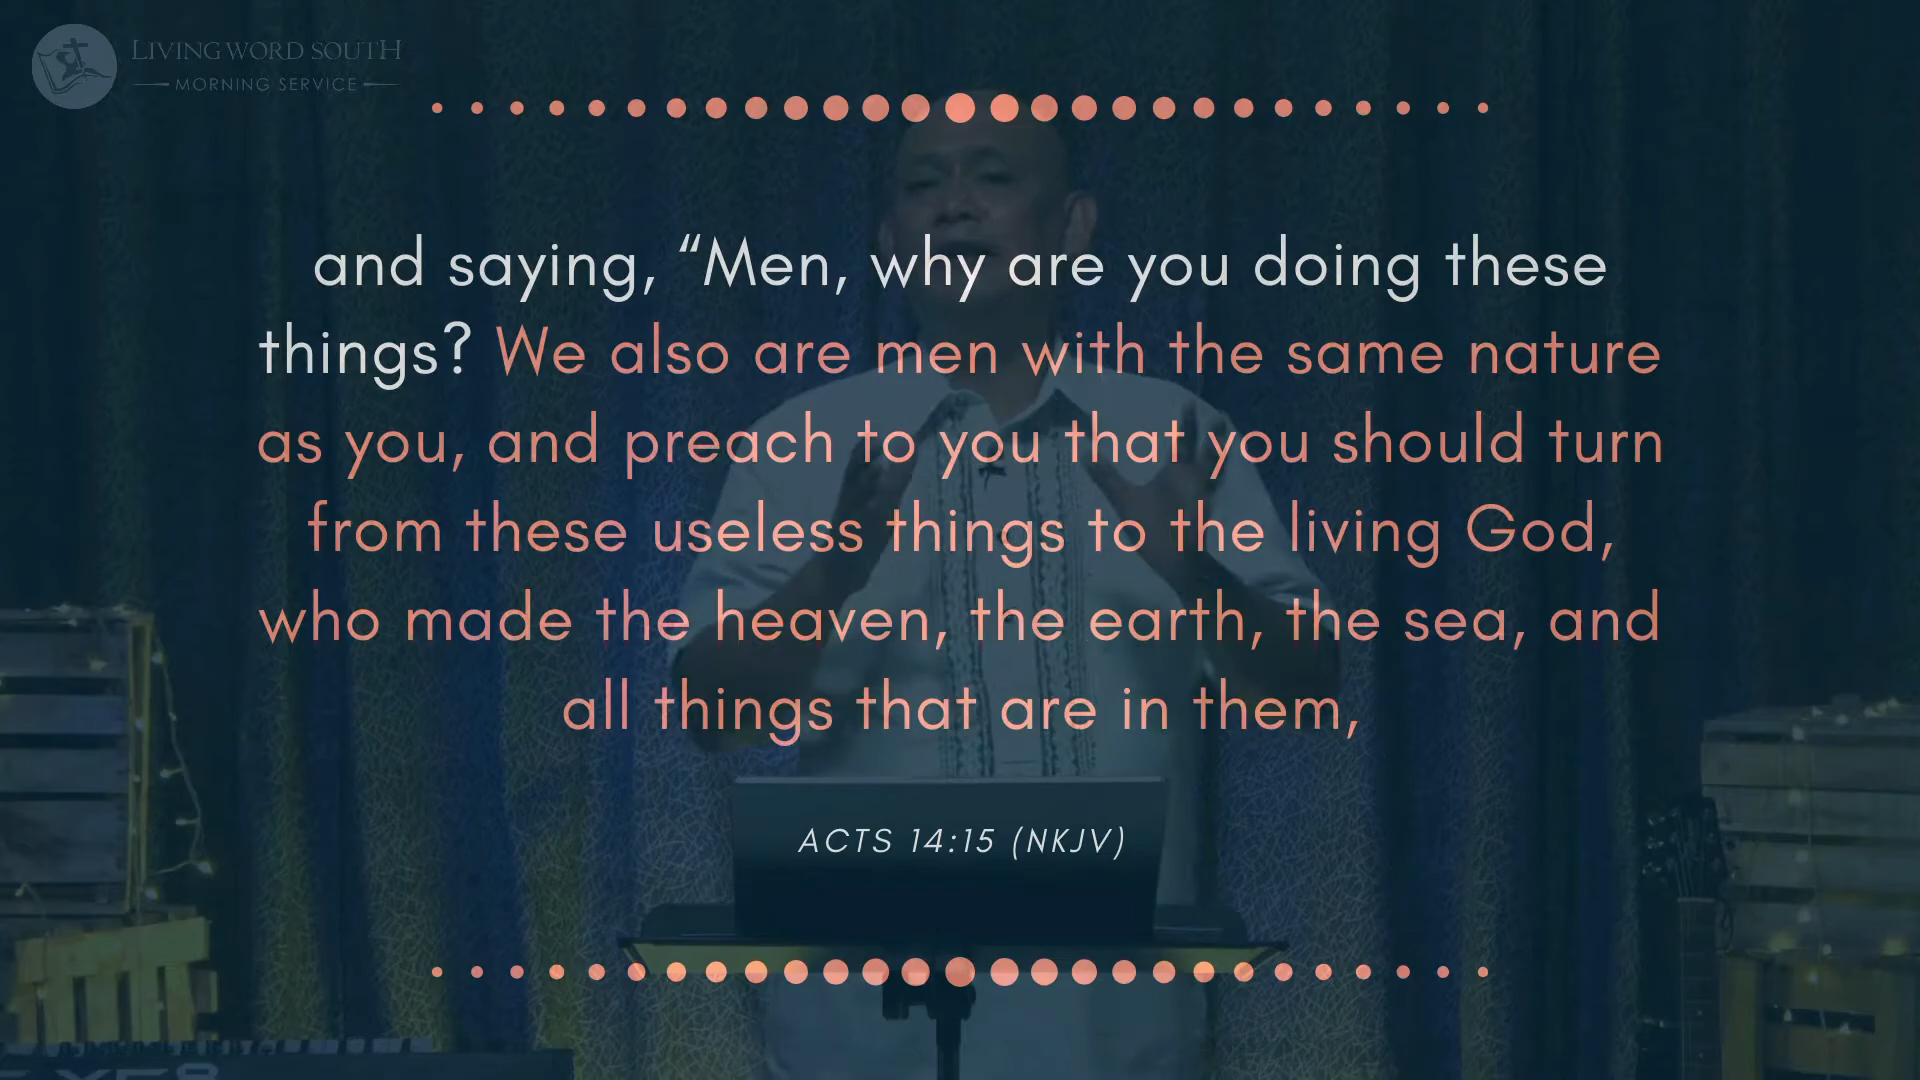 LIVING WORD SOUTH
MORNING SERVICE
and saying, “Men, why are you doing these
things? We also are men with the same nature
as you, and preach to you that you should turn
from these useless things to the living God,
who made the heaven, the earth, the sea, and
all things that are in them,
ACTS 14:15 (NKJV)